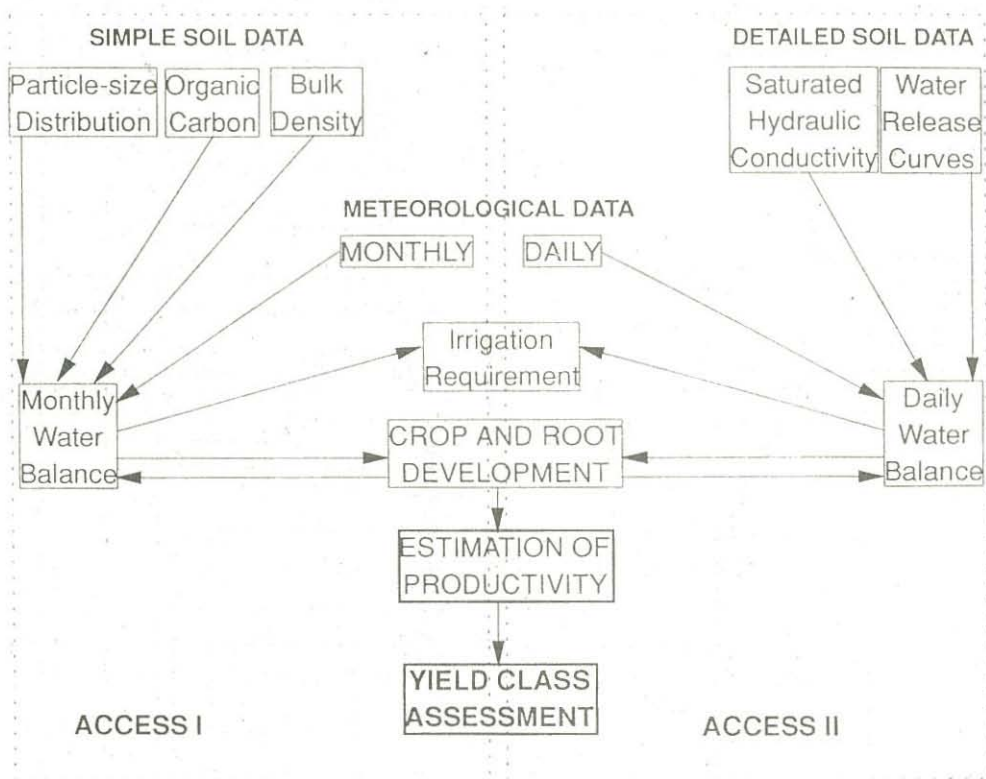 SIMPLE SOIL DATA
DETAILED SOIL DATA
Particle-size
Distribution
Organic
Carbon
Bulk
Density
Saturated
Hydraulic
Conductivity
Water
Release
Curves
METEOROLOGICAL DATA
MONTHLY
DAILY
Irrigation
Requirement
Monthly
Water
Balance
CROP AND ROOT
DEVELOPMENT
Daily
Water
Balance
ESTIMATION OF
PRODUCTIVITY
YIELD CLASS
ASSESSMENT
ACCESS I
ACCESS II